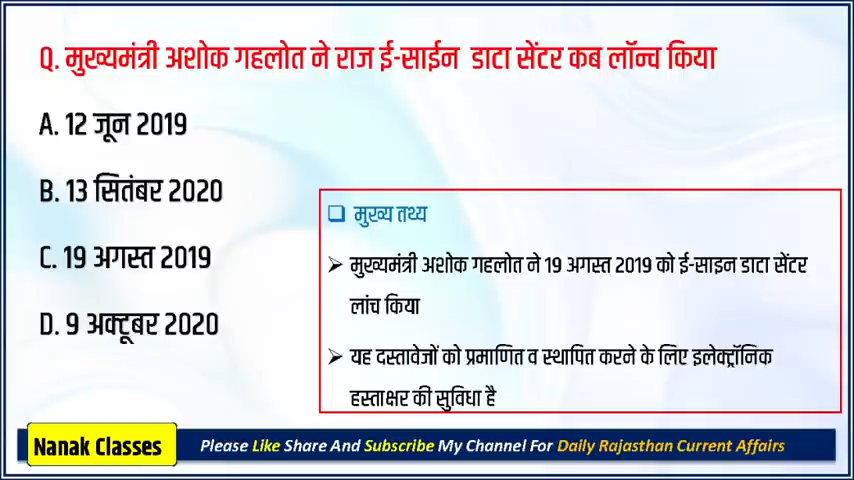 Q. मुख्यमंत्री अशोक गहलोत ने राज ई-साईन डाटा सेंटर कब लॉन्च किया
A. 12 जून 2019
B. 13 सितंबर 2020
C. 19 अगस्त 2019
D. 9 अक्टूबर 2020
मुख्य तथ्य
मुख्यमंत्री अशोक गहलोत ने 19 अगस्त 2019 को ई-साइन डाटा सेंटर
लांच किया
यह दस्तावेजों को प्रमाणित व स्थापित करने के लिए इलेक्ट्रॉनिक
हस्ताक्षर की सुविधा है
Nanak Classes
Please Like Share And Subscribe My Channel For Daily Rajasthan Current Affairs